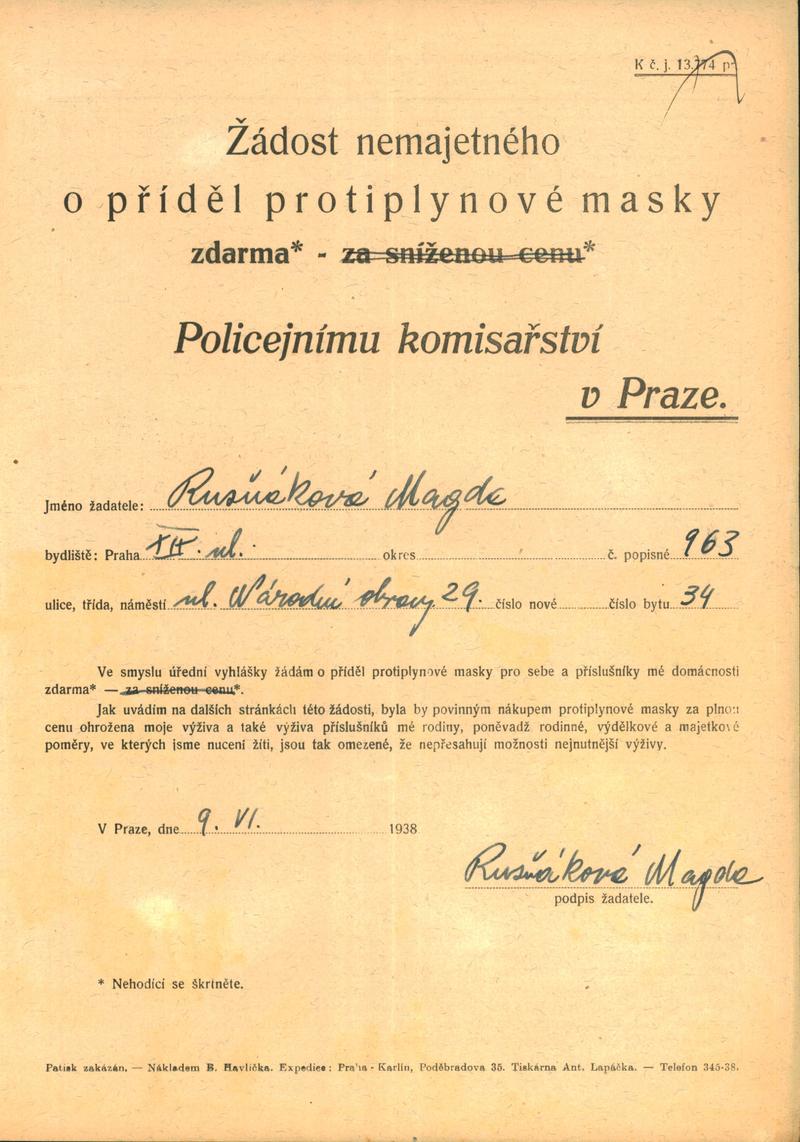 K č. j. 13.774 p
Žádost nemajetného
o příděl protiplynové masky
zdarma* - za sníženou cenu*
Policejnímu komisařství
v Praze.
Jméno žadatele: Rusňáková Magda
bydliště: Praha XII. ul. okres č. popisné 963
ulice, třída, náměstí ul. Národní obrany 29. číslo nové číslo bytu 34
Ve smyslu úřední vyhlášky žádám o příděl protiplynové masky pro sebe a příslušníky mé domácnosti
zdarma* — za sníženou cenu*.
Jak uvádím na dalších stránkách této žádosti, byla by povinným nákupem protiplynové masky za plnou
cenu ohrožena moje výživa a také výživa příslušníků mé rodiny, poněvadž rodinné, výdělkové a majetkové
poměry, ve kterých jsme nucení žíti, jsou tak omezené, že nepřesahují možnosti nejnutnější výživy.
V Praze, dne 9. VI. 1938
Rusňáková Magda
podpis žadatele.
* Nehodící se škrtněte.
Patisk zakázán. — Nákladem B. Havlíčka. Expedice: Praha - Karlín, Poděbradova 35. Tiskárna Ant. Lapáčka. — Telefon 345-38.